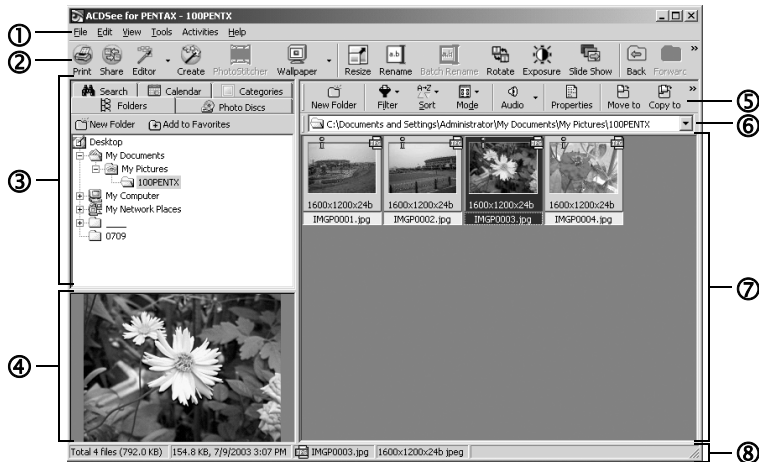 ACDSee for PENTAX - 100PENTX
① File Edit View Tools Activities Help
② Print Share Editor Create PhotoStitcher Wallpaper Resize Rename Batch Rename Rotate Exposure Slide Show Back Forward »
③ Search Calendar Categories
Folders Photo Discs
New Folder Add to Favorites
Desktop
My Documents
My Pictures
100PENTX
My Computer
My Network Places
____
0709
④
New Folder Filter Sort Mode Audio Properties Move to Copy to » ⑤
C:\Documents and Settings\Administrator\My Documents\My Pictures\100PENTX ⑥
1600x1200x24b 1600x1200x24b 1600x1200x24b 1600x1200x24b
IMGP0001.jpg IMGP0002.jpg IMGP0003.jpg IMGP0004.jpg
⑦
Total 4 files (792.0 KB) 154.8 KB, 7/9/2003 3:07 PM IMGP0003.jpg 1600x1200x24b jpeg ⑧